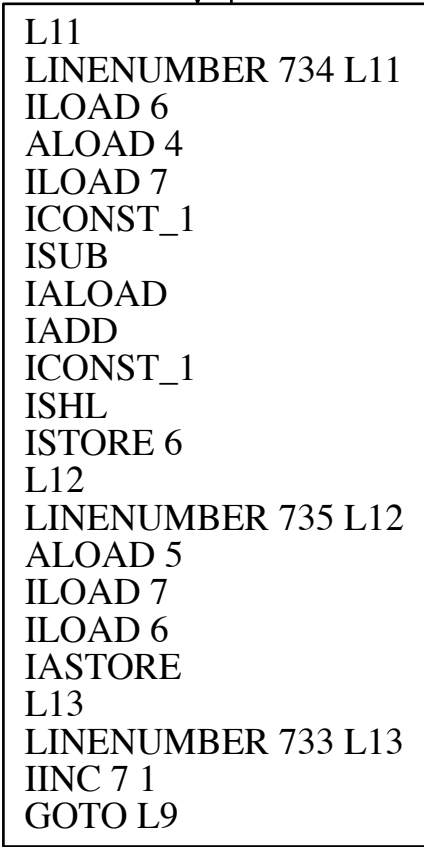 L11
LINENUMBER 734 L11
ILOAD 6
ALOAD 4
ILOAD 7
ICONST_1
ISUB
IALOAD
IADD
ICONST_1
ISHL
ISTORE 6
L12
LINENUMBER 735 L12
ALOAD 5
ILOAD 7
ILOAD 6
IASTORE
L13
LINENUMBER 733 L13
IINC 7 1
GOTO L9